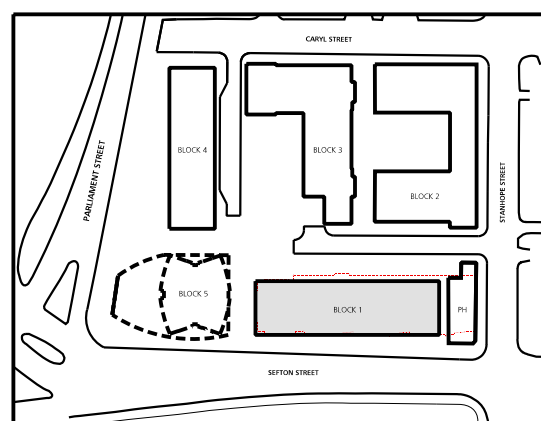 CARYL STREET
BLOCK 4
BLOCK 3
PARLIAMENT STREET
STANHOPE STREET
BLOCK 2
BLOCK 5
BLOCK 1
PH
SEFTON STREET